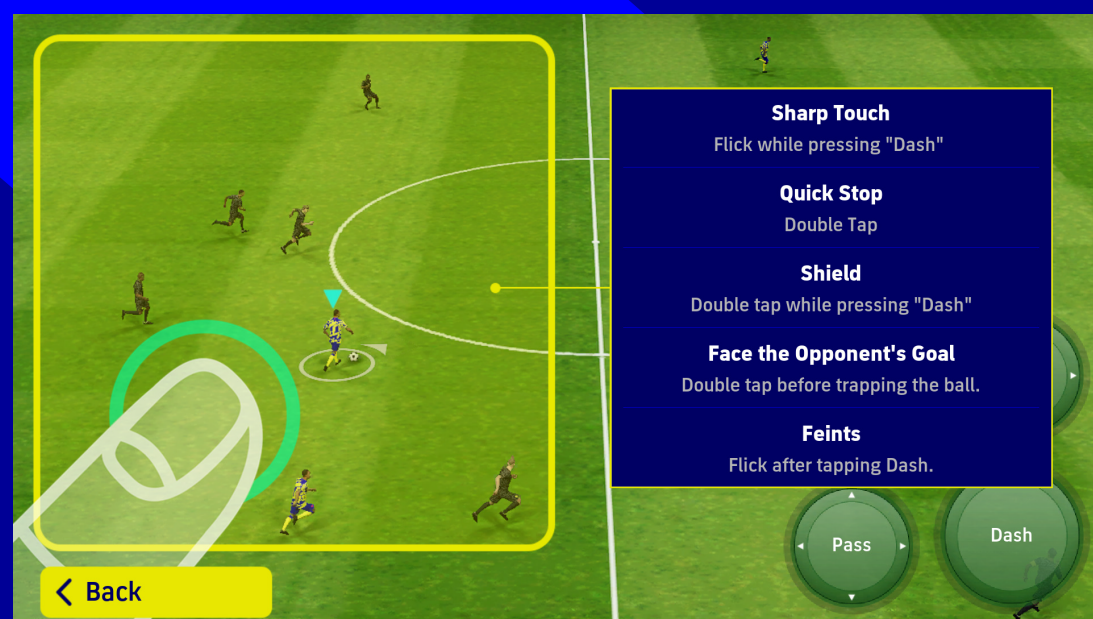 Sharp Touch
Flick while pressing "Dash"
Quick Stop
Double Tap
Shield
Double tap while pressing "Dash"
Face the Opponent's Goal
Double tap before trapping the ball.
Feints
Flick after tapping Dash.
Pass
Dash
Back